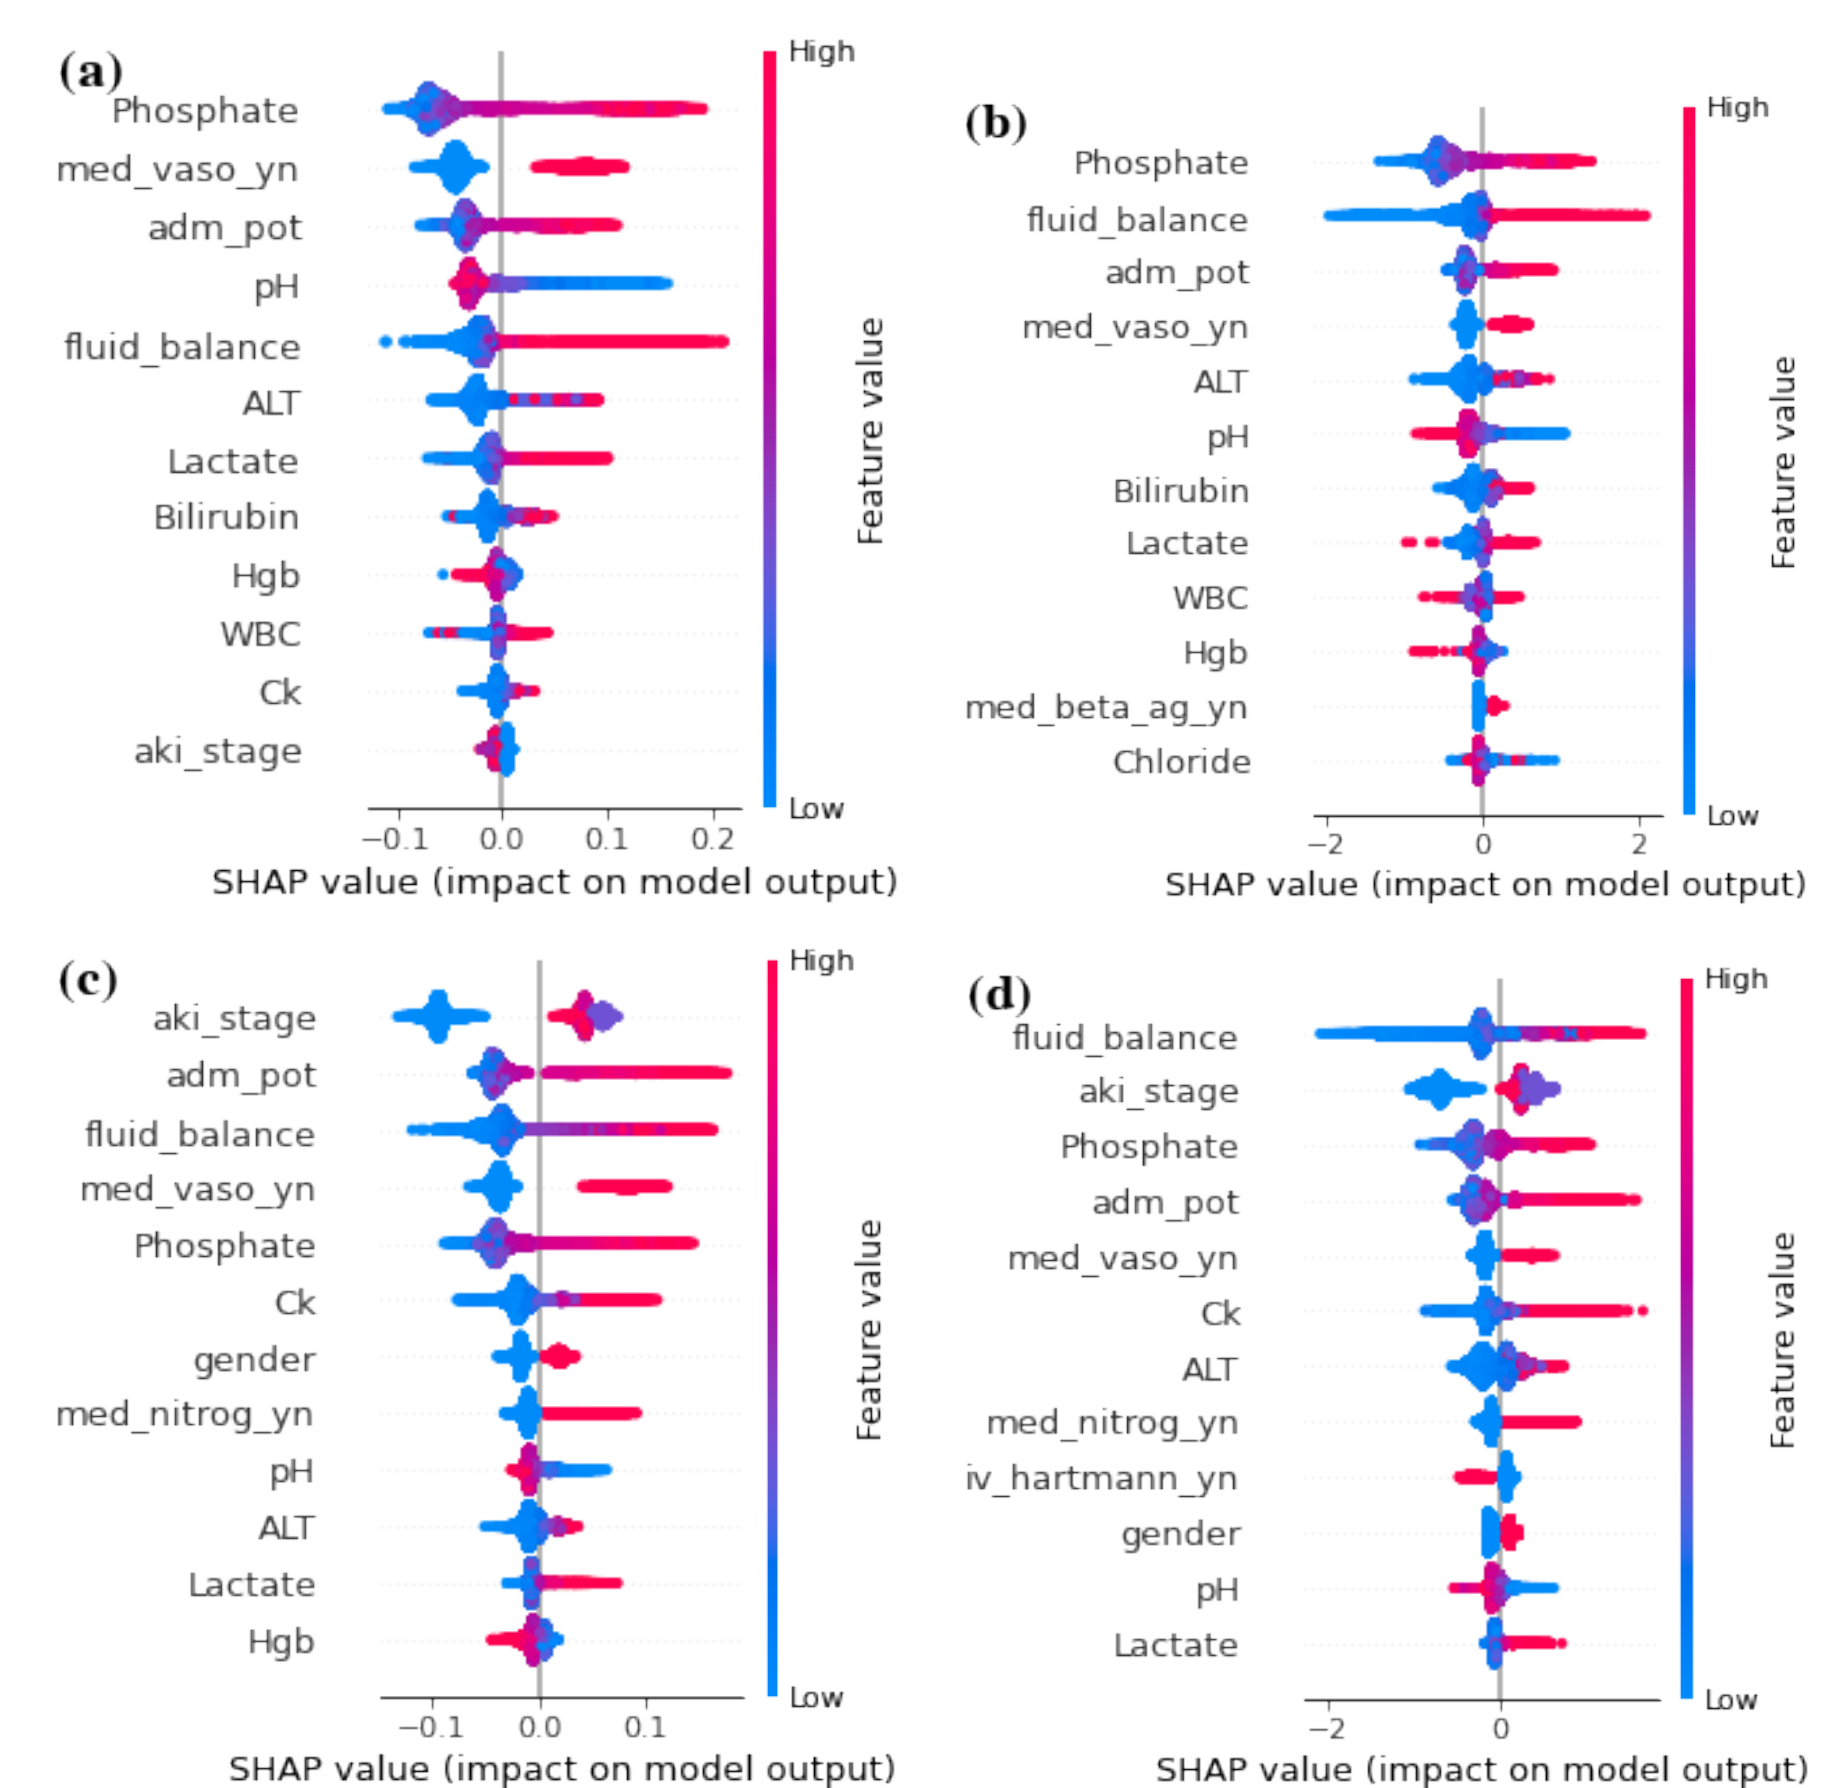 (a)
High
Phosphate
med_vaso_yn
adm_pot
pH
fluid_balance
ALT
Lactate
Bilirubin
Hgb
WBC
Ck
aki_stage
Feature value
Low
−0.1 0.0 0.1 0.2
SHAP value (impact on model output)
(b)
High
Phosphate
fluid_balance
adm_pot
med_vaso_yn
ALT
pH
Bilirubin
Lactate
WBC
Hgb
med_beta_ag_yn
Chloride
Feature value
Low
−2 0 2
SHAP value (impact on model output)
(c)
High
aki_stage
adm_pot
fluid_balance
med_vaso_yn
Phosphate
Ck
gender
med_nitrog_yn
pH
ALT
Lactate
Hgb
Feature value
Low
−0.1 0.0 0.1
SHAP value (impact on model output)
(d)
High
fluid_balance
aki_stage
Phosphate
adm_pot
med_vaso_yn
Ck
ALT
med_nitrog_yn
iv_hartmann_yn
gender
pH
Lactate
Feature value
Low
−2 0
SHAP value (impact on model output)